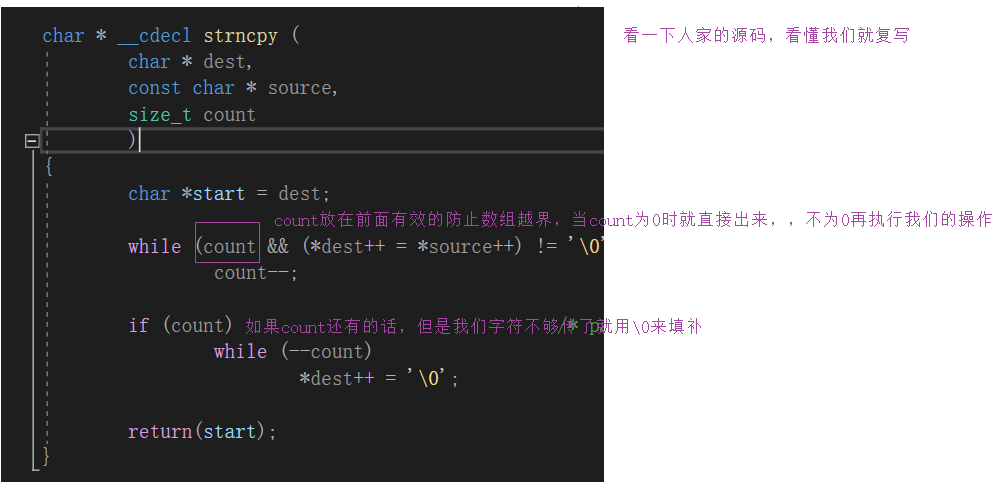 char * __cdecl strncpy (
看一下人家的源码，看懂我们就复写
char * dest,
const char * source,
size_t count
)
{
char *start = dest;
count放在前面有效的防止数组越界，当count为0时就直接出来，，不为0再执行我们的操作
while (count && (*dest++ = *source++) != '\0'
count--;
if (count) 如果count还有的话，但是我们字符不够传了就用\0来填补
while (--count)
*dest++ = '\0';
return(start);
}